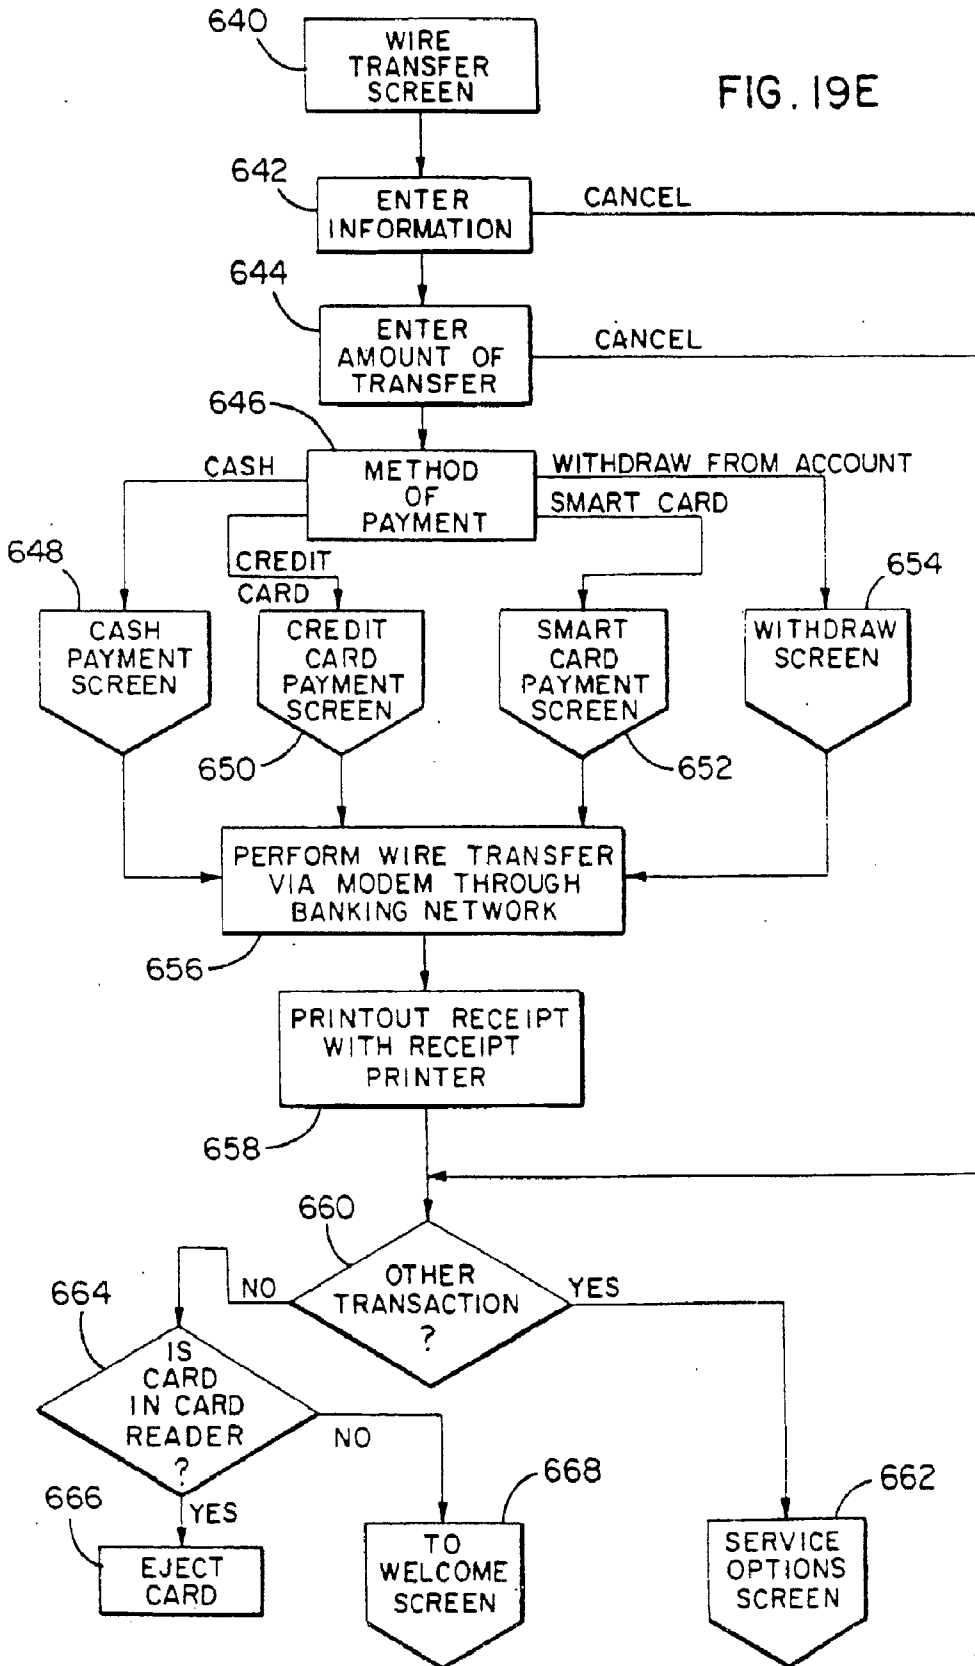 640
WIRE
TRANSFER
SCREEN
FIG. 19E
642
ENTER
INFORMATION
CANCEL
644
ENTER
AMOUNT OF
TRANSFER
CANCEL
646
METHOD
OF
PAYMENT
CASH
WITHDRAW FROM ACCOUNT
SMART CARD
CREDIT
CARD
648
CASH
PAYMENT
SCREEN
CREDIT
CARD
PAYMENT
SCREEN
650
SMART
CARD
PAYMENT
SCREEN
652
654
WITHDRAW
SCREEN
PERFORM WIRE TRANSFER
VIA MODEM THROUGH
BANKING NETWORK
656
PRINTOUT RECEIPT
WITH RECEIPT
PRINTER
658
660
OTHER
TRANSACTION
?
NO
YES
664
IS
CARD
IN CARD
READER
?
NO
YES
666
EJECT
CARD
668
TO
WELCOME
SCREEN
662
SERVICE
OPTIONS
SCREEN